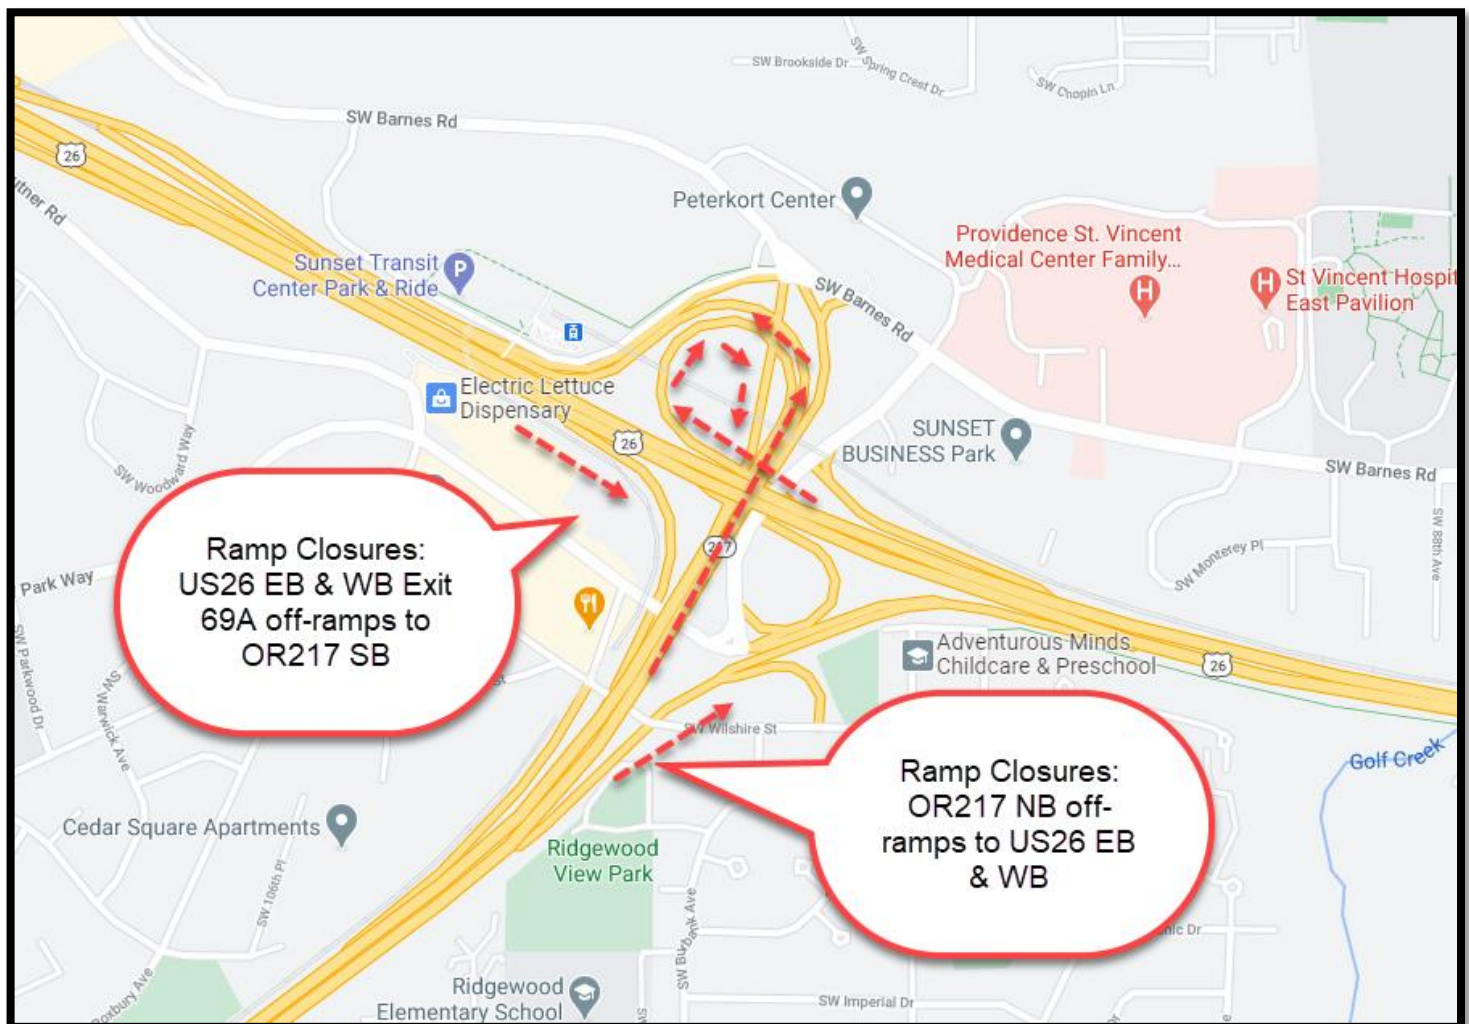 SW Brookside Dr
SW Spring Crest Dr
SW Chopin Ln
SW Barnes Rd
26
Peterkort Center
Providence St. Vincent
Medical Center Family...
H
H
St Vincent Hospit
East Pavilion
Sunset Transit
Center Park & Ride
P
SW Barnes Rd
Electric Lettuce
Dispensary
26
SUNSET
BUSINESS Park
SW Barnes Rd
SW Woodward Way
SW 88th Ave
SW Monterey Pl
217
Ramp Closures:
US26 EB & WB Exit
69A off-ramps to
OR217 SB
Park Way
SW Parkwood Dr
SW Warwick Ave
Adventurous Minds
Childcare & Preschool
26
SW Wilshire St
Golf Creek
Ramp Closures:
OR217 NB off-
ramps to US26 EB
& WB
Cedar Square Apartments
Ridgewood
View Park
SW 106th Pl
SW Burbank Ave
Ridgewood
Elementary School
SW Imperial Dr